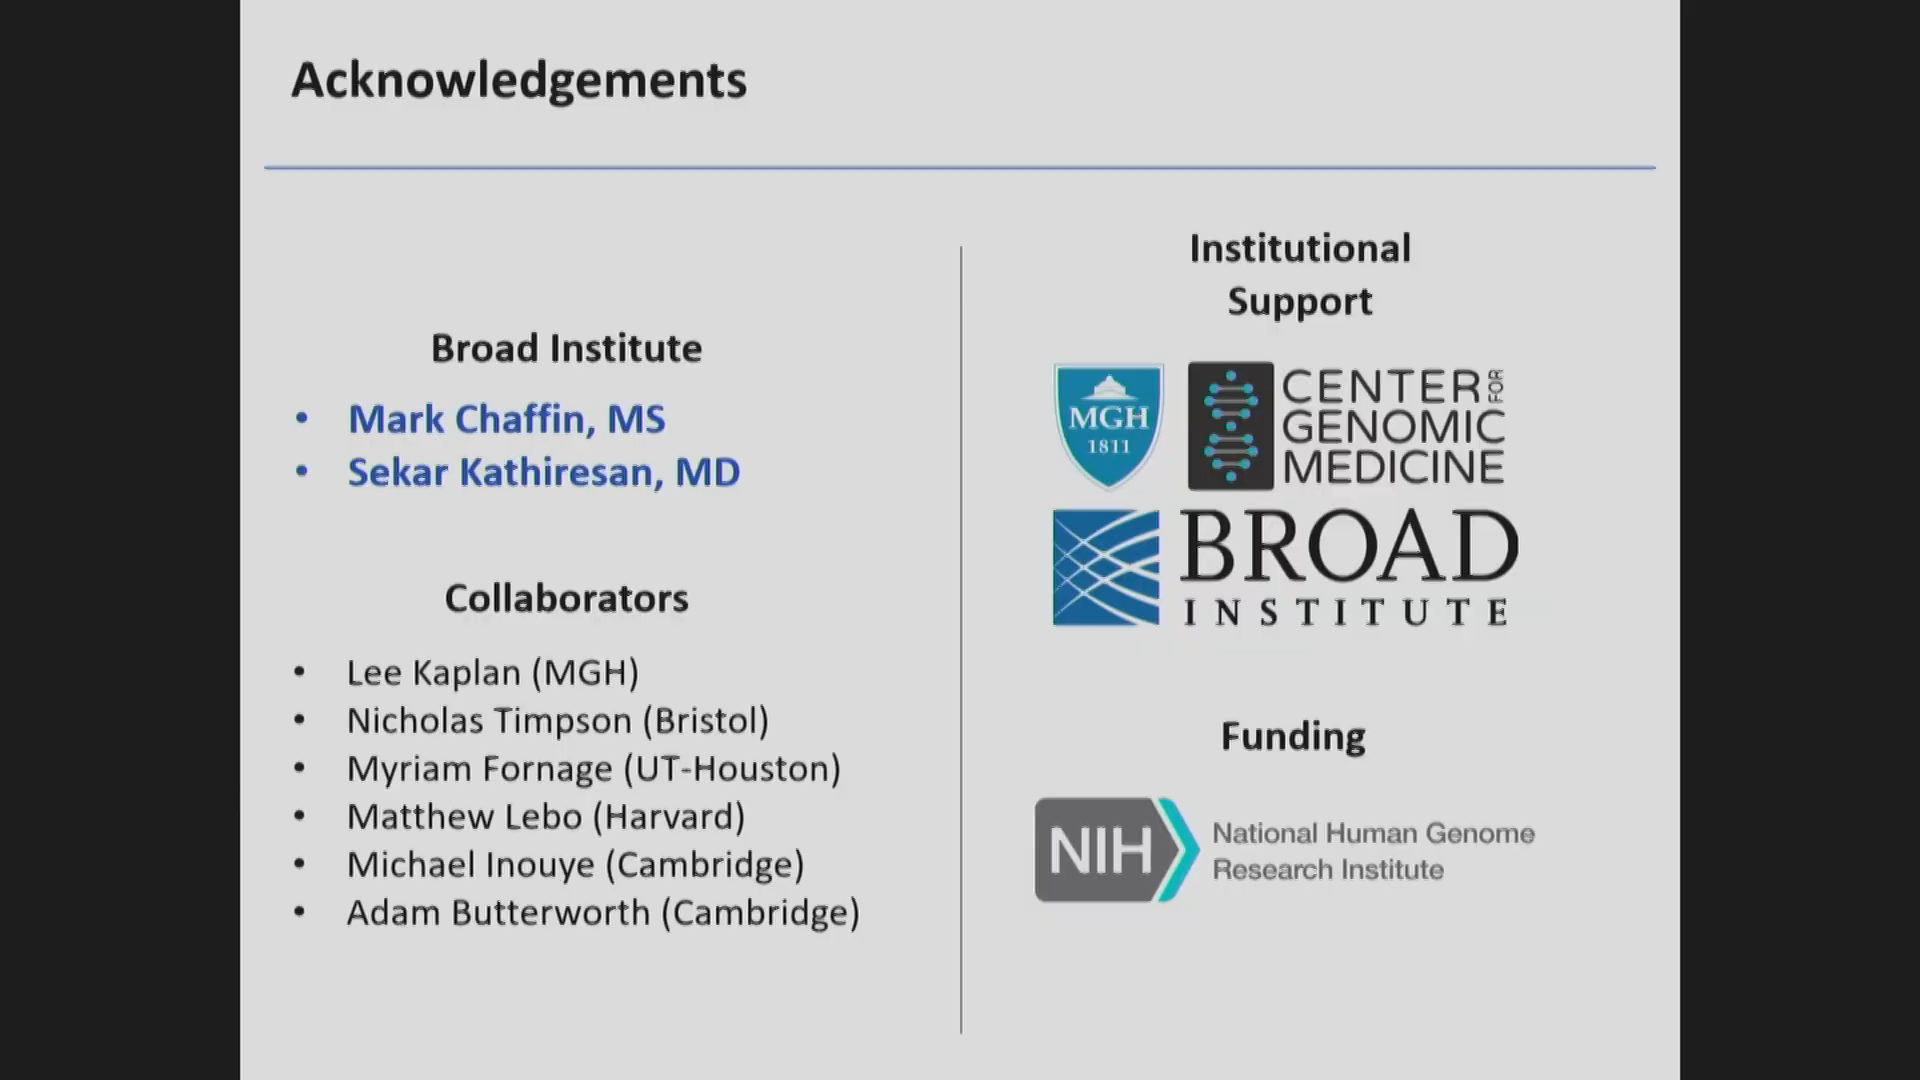 Acknowledgements
Broad Institute
• Mark Chaffin, MS
• Sekar Kathiresan, MD
Collaborators
• Lee Kaplan (MGH)
• Nicholas Timpson (Bristol)
• Myriam Fornage (UT-Houston)
• Matthew Lebo (Harvard)
• Michael Inouye (Cambridge)
• Adam Butterworth (Cambridge)
Institutional
Support
MGH
1811
CENTER FOR
GENOMIC
MEDICINE
BROAD
INSTITUTE
Funding
NIH
National Human Genome
Research Institute